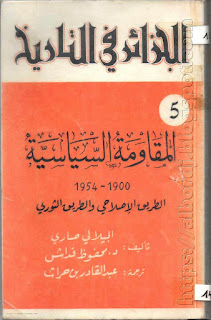 الجزائر في التاريخ
5
المقاومة السياسية
1900 - 1954
الطريق الإصلاحي والطريق الثوري
الجيلالي صاري
تأليف: د. محفوظ قداش
ترجمة: عبد القادر بن حراث